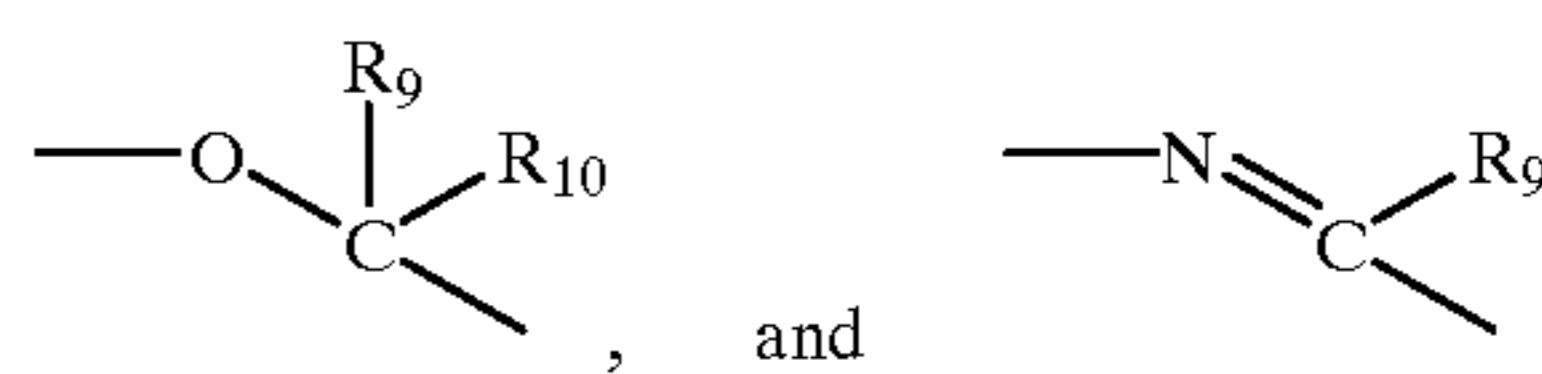 R₉
O R₁₀ N R₉
C C
, and